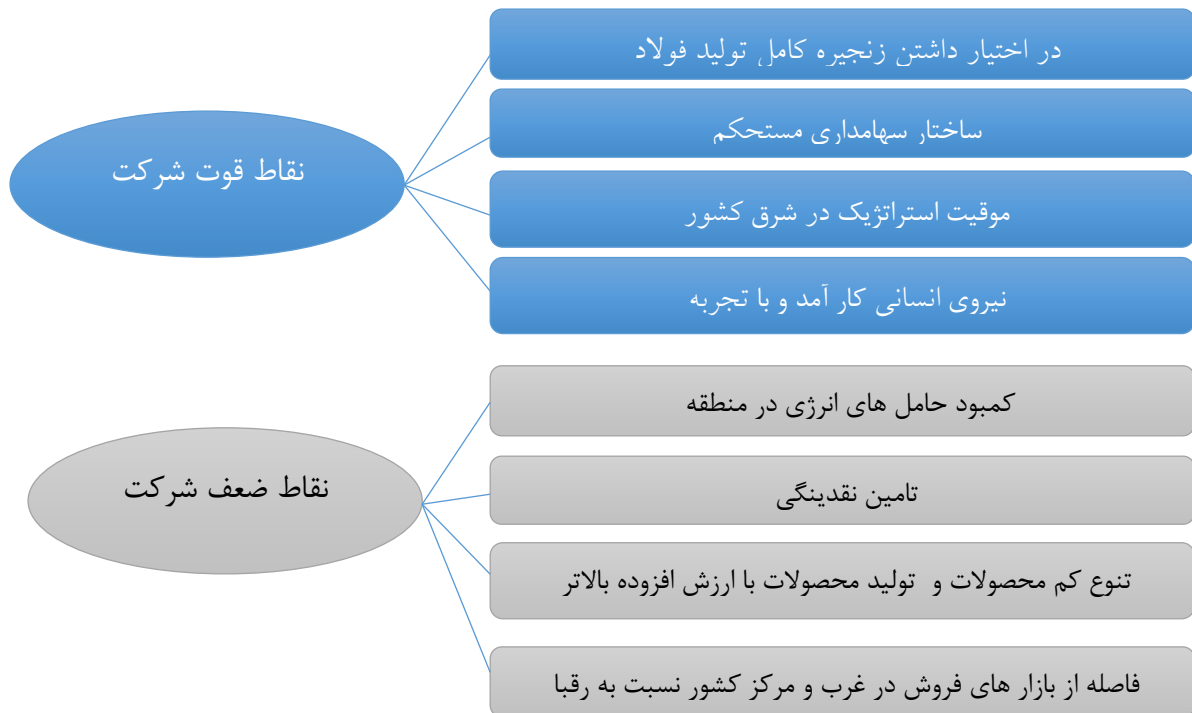 نقاط قوت شرکت
در اختیار داشتن زنجیره کامل تولید فولاد
ساختار سهامداری مستحکم
موقیت استراتژیک در شرق کشور
نیروی انسانی کار آمد و با تجربه
نقاط ضعف شرکت
کمبود حامل های انرژی در منطقه
تامین نقدینگی
تنوع کم محصولات و تولید محصولات با ارزش افزوده بالاتر
فاصله از بازار های فروش در غرب و مرکز کشور نسبت به رقبا